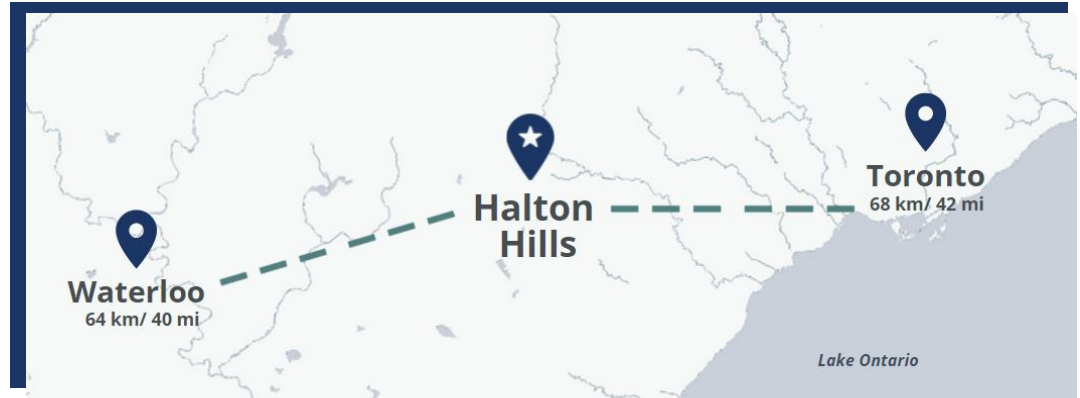 Toronto
68 km/ 42 mi
Halton
Hills
Waterloo
64 km/ 40 mi
Lake Ontario